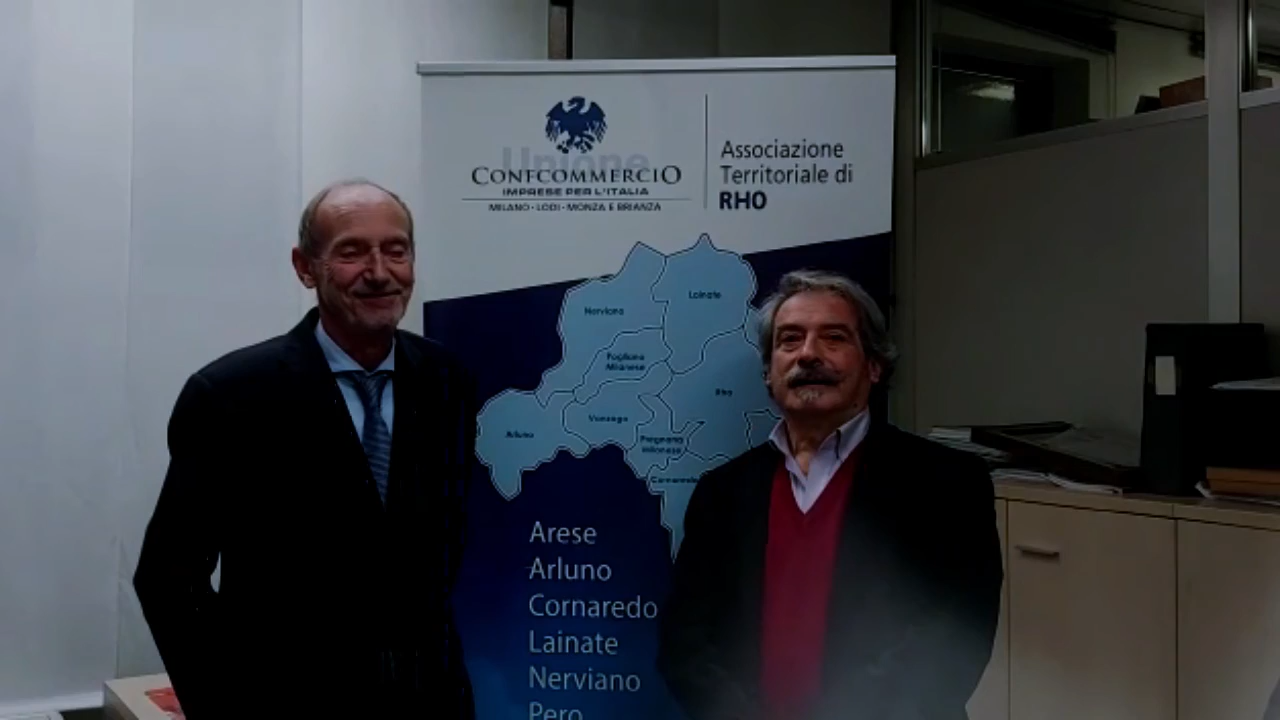 Unione
CONFCOMMERCIO
IMPRESE PER L'ITALIA
MILANO · LODI · MONZA E BRIANZA
Associazione
Territoriale di
RHO
Lainate
Nerviano
Pogliano
Milanese
Rho
Vanzago
Arluno
Pregnana
Milanese
Cornaredo
Arese
Arluno
Cornaredo
Lainate
Nerviano
Pero